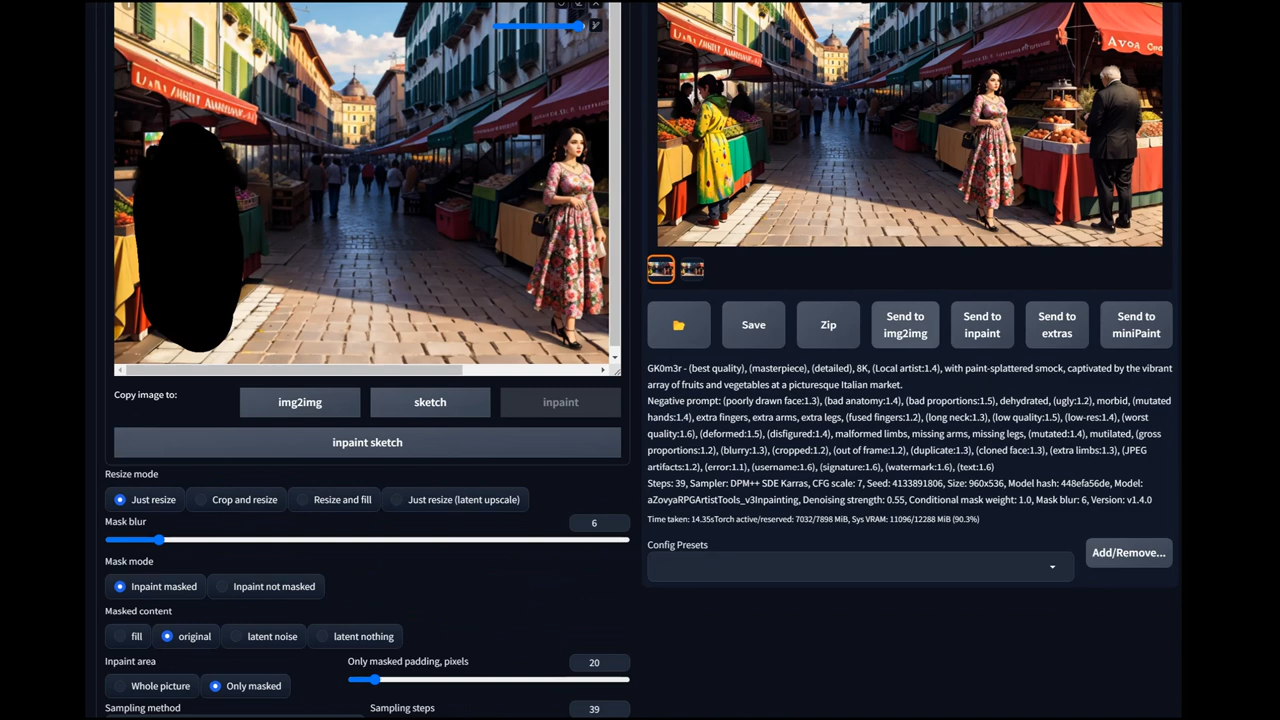 Copy image to:
img2img
sketch
inpaint
inpaint sketch
Resize mode
Just resize
Crop and resize
Resize and fill
Just resize (latent upscale)
Mask blur
6
Mask mode
Inpaint masked
Inpaint not masked
Masked content
fill
original
latent noise
latent nothing
Inpaint area
Whole picture
Only masked
Only masked padding, pixels
20
Sampling method
Sampling steps
39
Save
Zip
Send to
img2img
Send to
inpaint
Send to
extras
Send to
miniPaint
GK0m3r - (best quality), (masterpiece), (detailed), 8K, (Local artist:1.4), with paint-splattered smock, captivated by the vibrant
array of fruits and vegetables at a picturesque Italian market.
Negative prompt: (poorly drawn face:1.3), (bad anatomy:1.4), (bad proportions:1.5), dehydrated, (ugly:1.2), morbid, (mutated
hands:1.4), extra fingers, extra arms, extra legs, (fused fingers:1.2), (long neck:1.3), (low quality:1.5), (low-res:1.4), (worst
quality:1.6), (deformed:1.5), (disfigured:1.4), malformed limbs, missing arms, missing legs, (mutated:1.4), mutilated, (gross
proportions:1.2), (blurry:1.3), (cropped:1.2), (out of frame:1.2), (duplicate:1.3), (cloned face:1.3), (extra limbs:1.3), (JPEG
artifacts:1.2), (error:1.1), (username:1.6), (signature:1.6), (watermark:1.6), (text:1.6)
Steps: 39, Sampler: DPM++ SDE Karras, CFG scale: 7, Seed: 4133891806, Size: 960x536, Model hash: 448efa56de, Model:
aZovyaRPGArtistTools_v3Inpainting, Denoising strength: 0.55, Conditional mask weight: 1.0, Mask blur: 6, Version: v1.4.0
Time taken: 14.35sTorch active/reserved: 7032/7898 MiB, Sys VRAM: 11096/12288 MiB (90.3%)
Config Presets
Add/Remove...